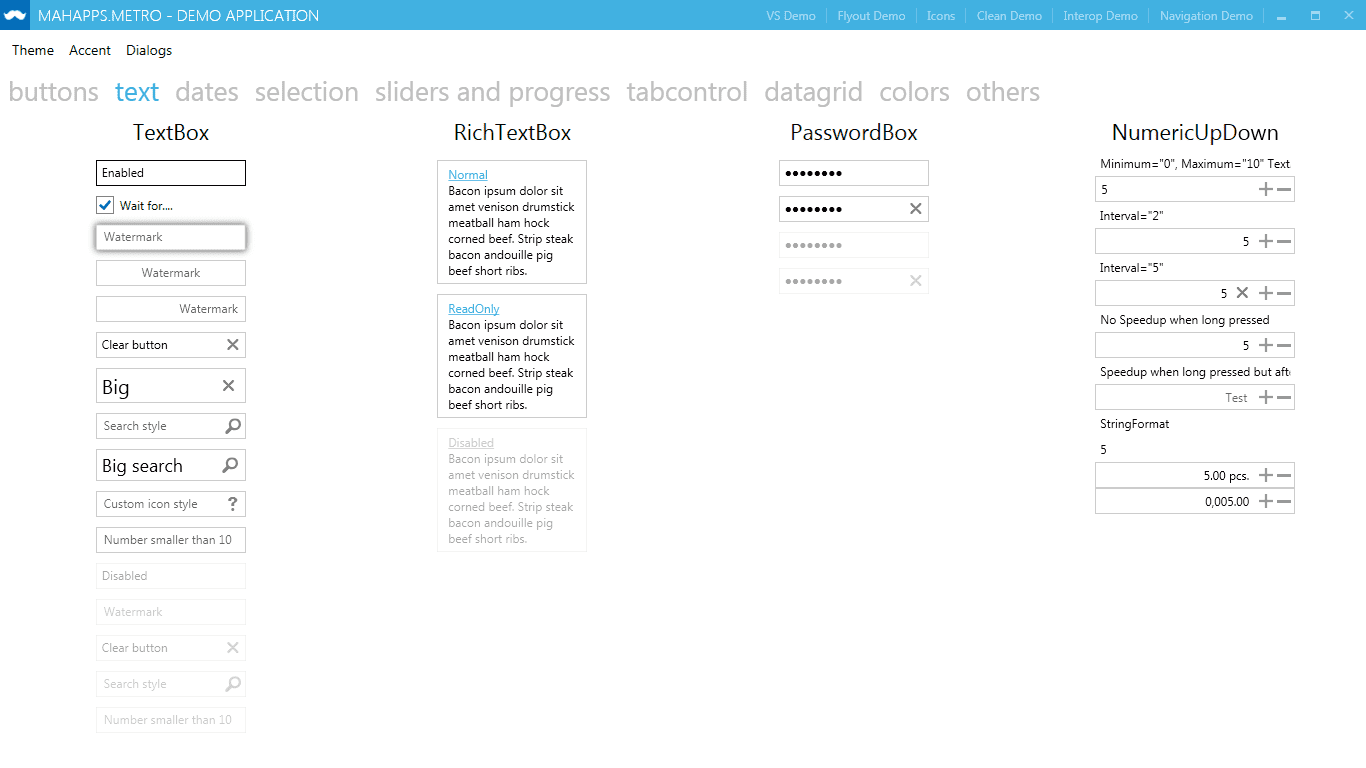 MAHAPPS.METRO - DEMO APPLICATION
VS Demo
Flyout Demo
Icons
Clean Demo
Interop Demo
Navigation Demo
Theme Accent Dialogs
buttons text dates selection sliders and progress tabcontrol datagrid colors others
TextBox
Enabled
Wait for....
Watermark
Watermark
Watermark
Clear button
Big
Search style
Big search
Custom icon style ?
Number smaller than 10
Disabled
Watermark
Clear button
Search style
Number smaller than 10
RichTextBox
Normal
Bacon ipsum dolor sit
amet venison drumstick
meatball ham hock
corned beef. Strip steak
bacon andouille pig
beef short ribs.
ReadOnly
Bacon ipsum dolor sit
amet venison drumstick
meatball ham hock
corned beef. Strip steak
bacon andouille pig
beef short ribs.
Disabled
Bacon ipsum dolor sit
amet venison drumstick
meatball ham hock
corned beef. Strip steak
bacon andouille pig
beef short ribs.
PasswordBox
●●●●●●●●
●●●●●●●●
●●●●●●●●
●●●●●●●●
NumericUpDown
Minimum="0", Maximum="10" Text
5
Interval="2"
5
Interval="5"
5
No Speedup when long pressed
5
Speedup when long pressed but aft
Test
StringFormat
5
5.00 pcs.
0,005.00